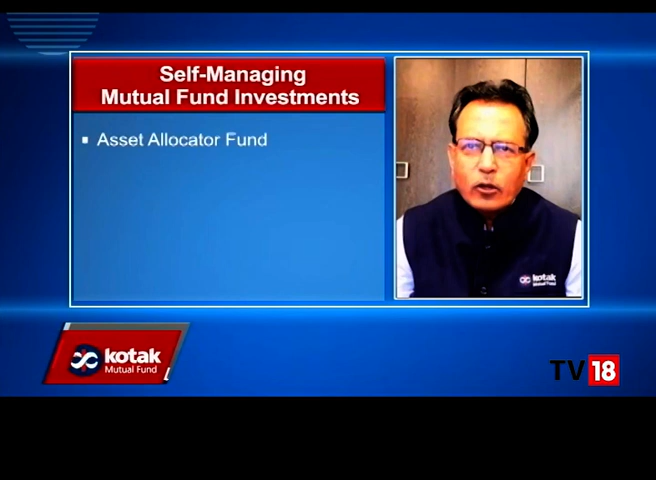 Self-Managing
Mutual Fund Investments
▪ Asset Allocator Fund
kotak
Mutual Fund
kotak
Mutual Fund
TV18